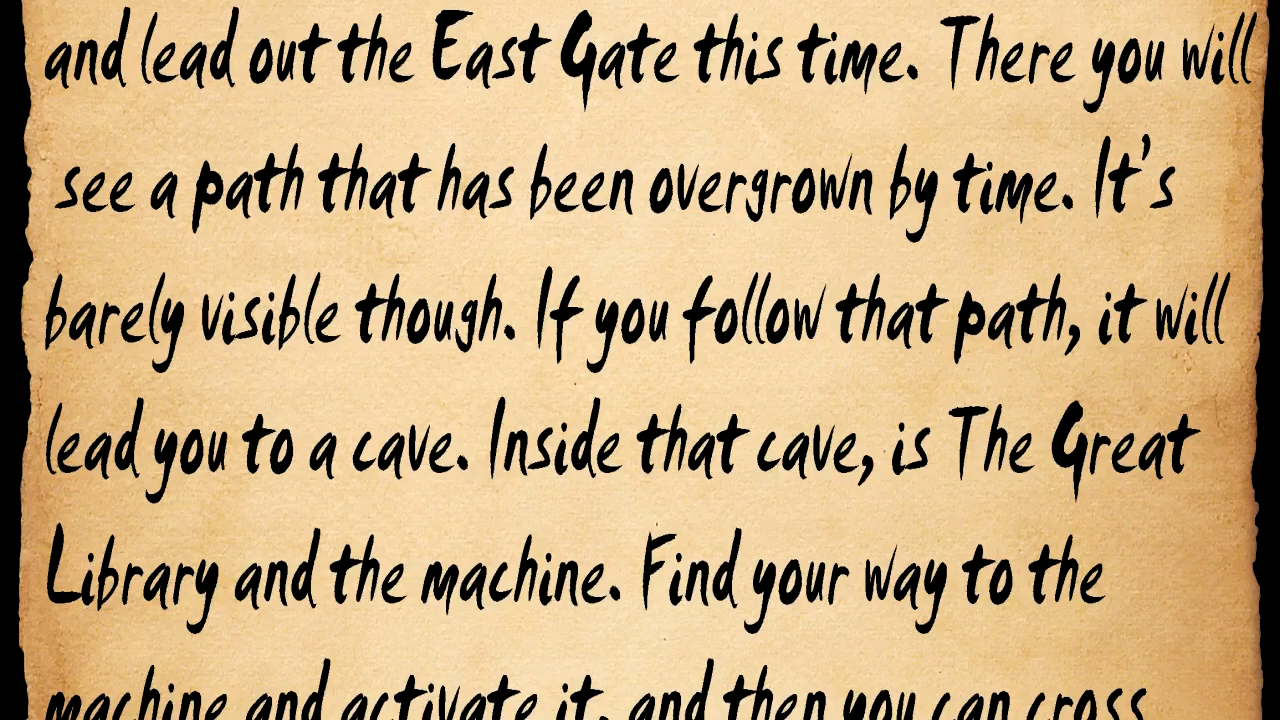 and lead out the East Gate this time. There you will
see a path that has been overgrown by time. It's
barely visible though. If you follow that path, it will
lead you to a cave. Inside that cave, is The Great
Library and the machine. Find your way to the
machine and activate it, and then you can cross